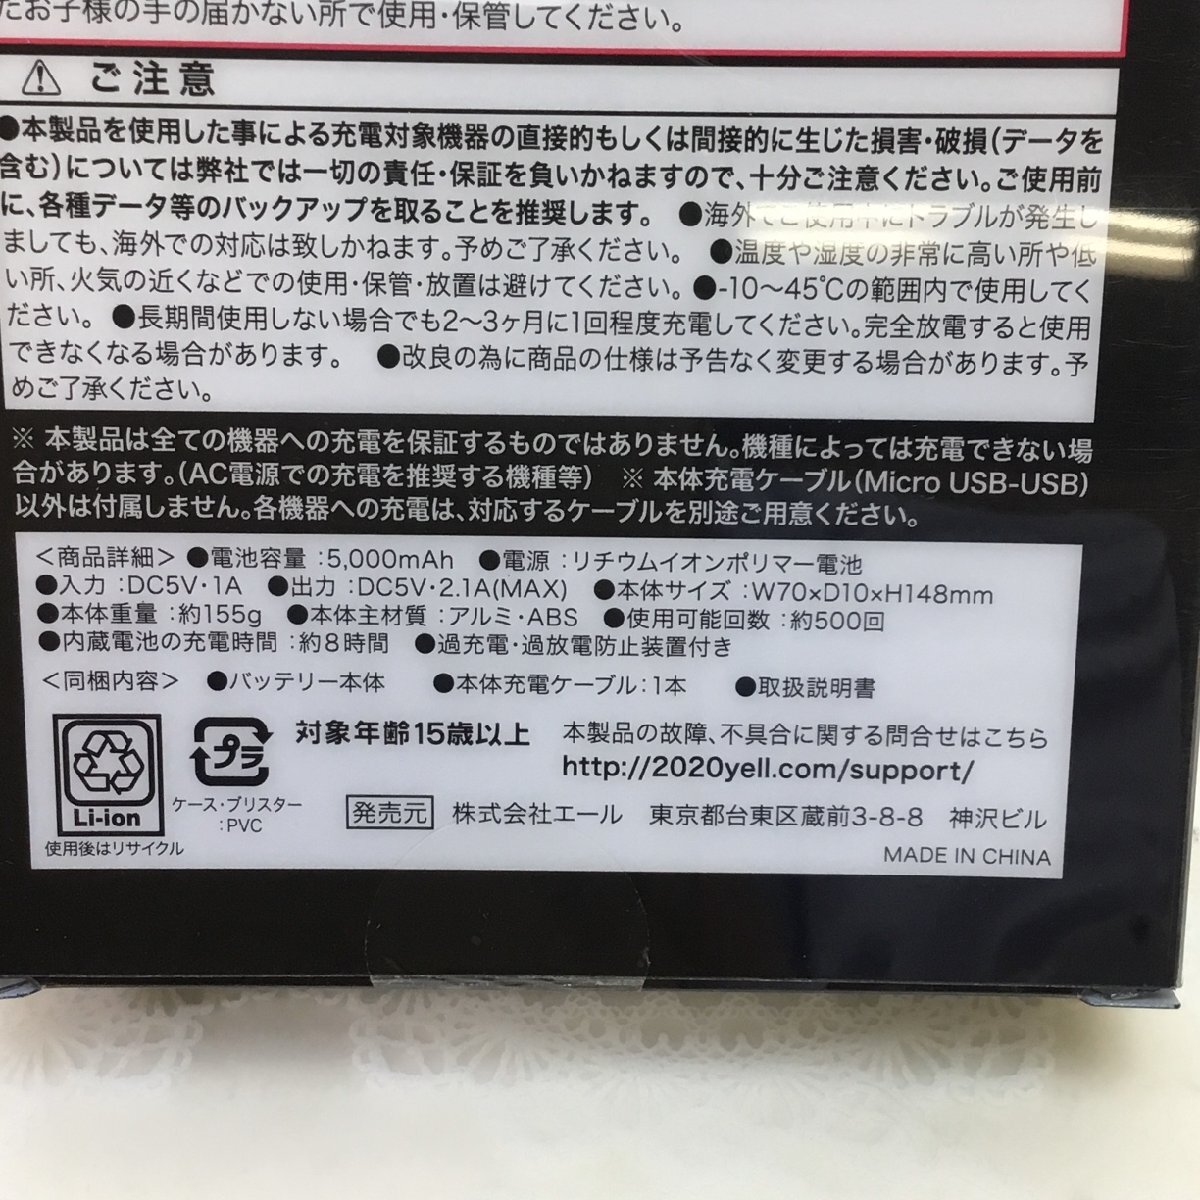 たお子様の手の届かない所で使用・保管してください。
ご注意
●本製品を使用した事による充電対象機器の直接的もしくは間接的に生じた損害・破損(データを
含む)については弊社では一切の責任・保証を負いかねますので、十分ご注意ください。ご使用前
に、各種データ等のバックアップを取ることを推奨します。 ●海外でご使用中にトラブルが発生し
ましても、海外での対応は致しかねます。予めご了承ください。 ●温度や湿度の非常に高い所や低
い所、火気の近くなどでの使用・保管・放置は避けてください。●-10〜45℃の範囲内で使用してく
ださい。 ●長期間使用しない場合でも2〜3ヶ月に1回程度充電してください。完全放電すると使用
できなくなる場合があります。 ●改良の為に商品の仕様は予告なく変更する場合があります。予
めご了承ください。
※ 本製品は全ての機器への充電を保証するものではありません。機種によっては充電できない場
合があります。(AC電源での充電を推奨する機種等) ※ 本体充電ケーブル(Micro USB-USB)
以外は付属しません。各機器への充電は、対応するケーブルを別途ご用意ください。
<商品詳細> ●電池容量:5,000mAh ●電源:リチウムイオンポリマー電池
●入力:DC5V・1A ●出力:DC5V・2.1A(MAX) ●本体サイズ:W70×D10×H148mm
●本体重量:約155g ●本体主材質:アルミ・ABS ●使用可能回数:約500回
●内蔵電池の充電時間:約8時間 ●過充電・過放電防止装置付き
<同梱内容> ●バッテリー本体 ●本体充電ケーブル:1本 ●取扱説明書
Li-ion
使用後はリサイクル
プラ
ケース・ブリスター
:PVC
対象年齢15歳以上 本製品の故障、不具合に関する問合せはこちら
http://2020yell.com/support/
発売元 株式会社エール 東京都台東区蔵前3-8-8 神沢ビル
MADE IN CHINA